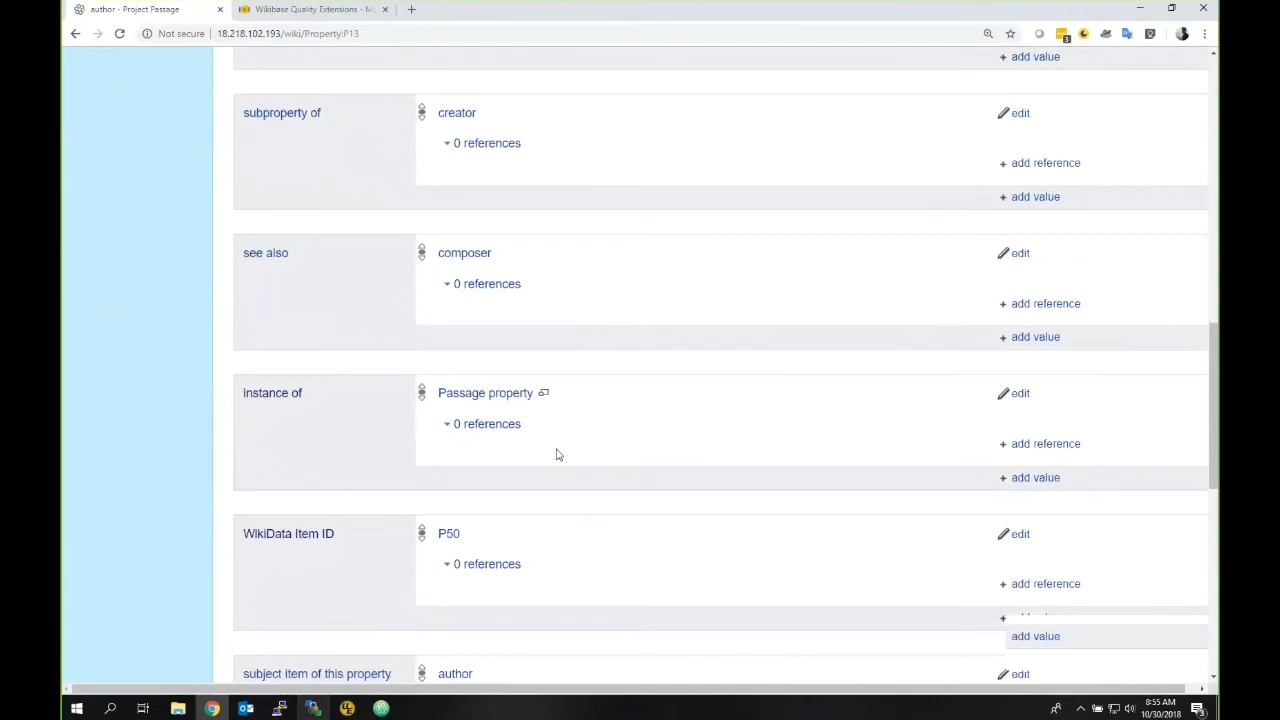 author - Project Passage
Wikibase Quality Extensions - Me
Not secure
18.218.102.193/wiki/Property:P13
3
+ add value
subproperty of
creator
edit
0 references
+ add reference
+ add value
see also
composer
edit
0 references
+ add reference
+ add value
instance of
Passage property
edit
0 references
+ add reference
+ add value
WikiData Item ID
P50
edit
0 references
+ add reference
+
add value
subject item of this property
author
edit
8:55 AM
10/30/2018
3